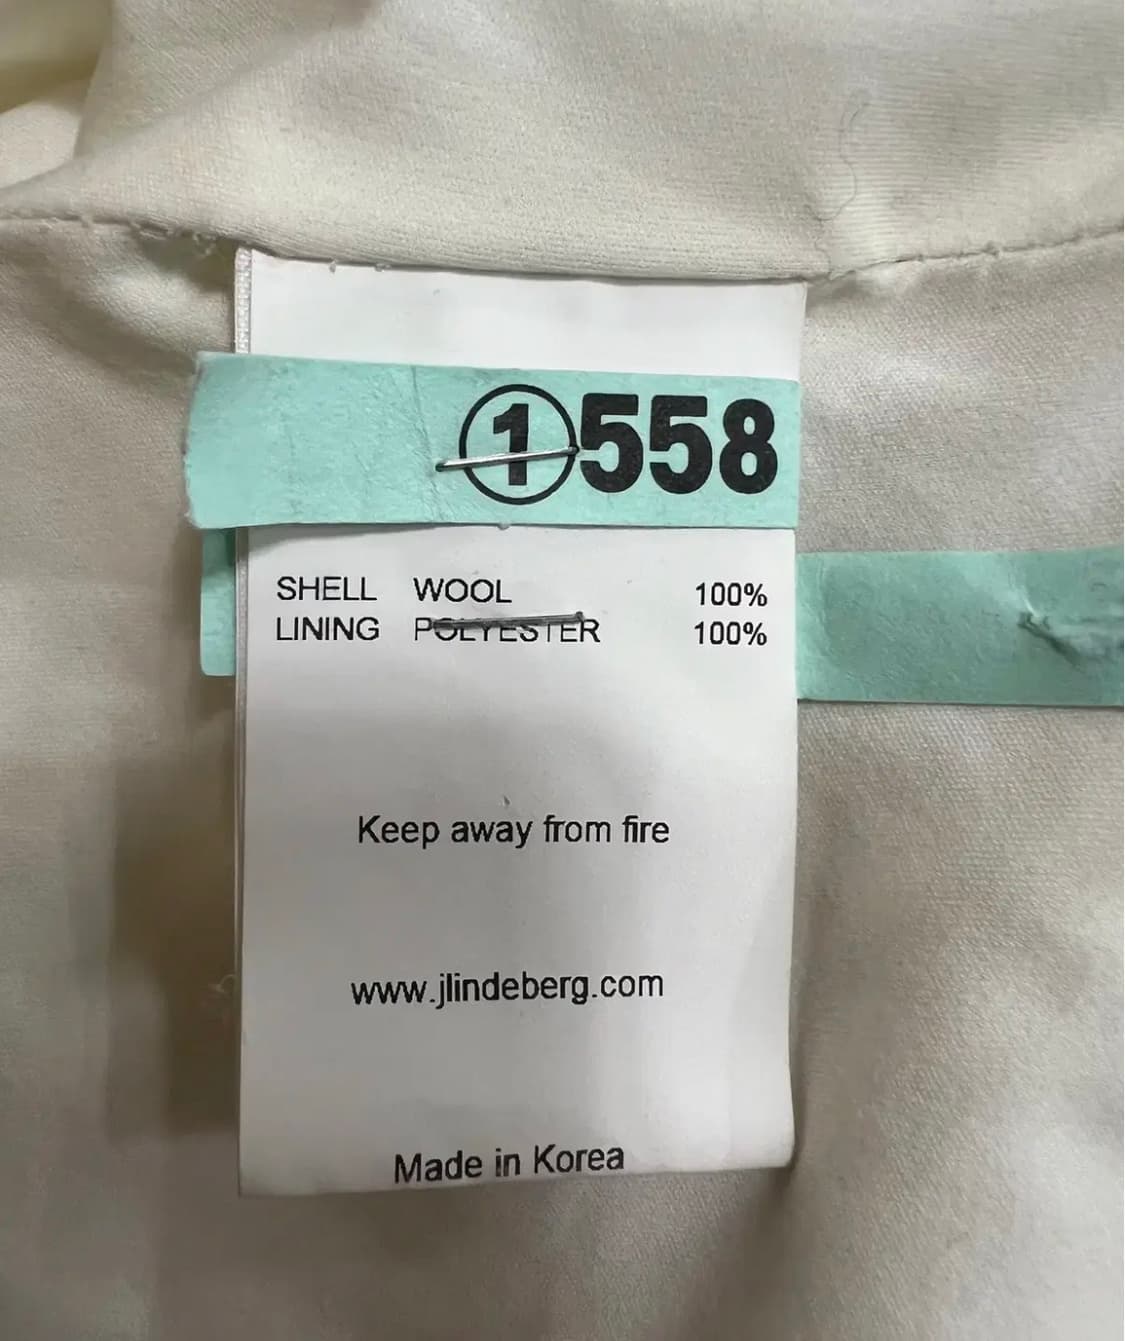 ①558
SHELL WOOL 100%
LINING POLYESTER 100%
Keep away from fire
www.jlindeberg.com
Made in Korea